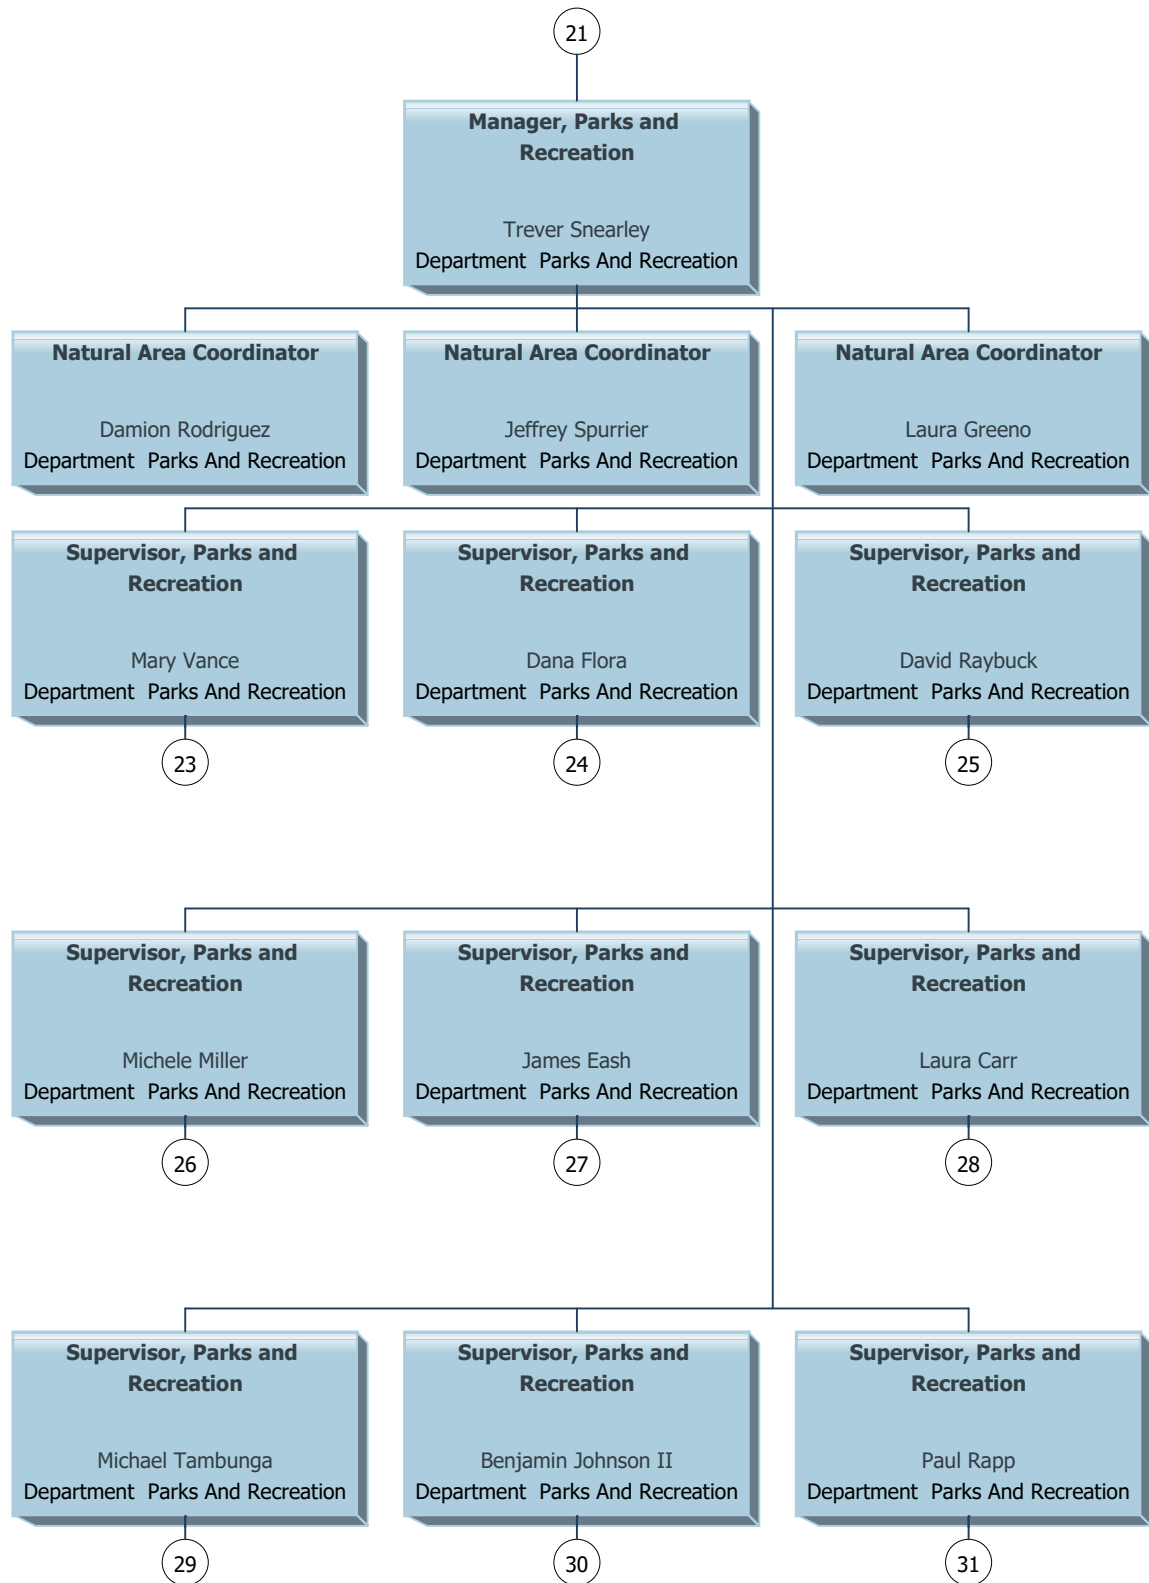 21
Manager, Parks and
Recreation
Trever Snearley
Department  Parks And Recreation
Natural Area Coordinator
Damion Rodriguez
Department  Parks And Recreation
Natural Area Coordinator
Jeffrey Spurrier
Department  Parks And Recreation
Natural Area Coordinator
Laura Greeno
Department  Parks And Recreation
Supervisor, Parks and
Recreation
Mary Vance
Department  Parks And Recreation
23
Supervisor, Parks and
Recreation
Dana Flora
Department  Parks And Recreation
24
Supervisor, Parks and
Recreation
David Raybuck
Department  Parks And Recreation
25
Supervisor, Parks and
Recreation
Michele Miller
Department  Parks And Recreation
26
Supervisor, Parks and
Recreation
James Eash
Department  Parks And Recreation
27
Supervisor, Parks and
Recreation
Laura Carr
Department  Parks And Recreation
28
Supervisor, Parks and
Recreation
Michael Tambunga
Department  Parks And Recreation
29
Supervisor, Parks and
Recreation
Benjamin Johnson II
Department  Parks And Recreation
30
Supervisor, Parks and
Recreation
Paul Rapp
Department  Parks And Recreation
31